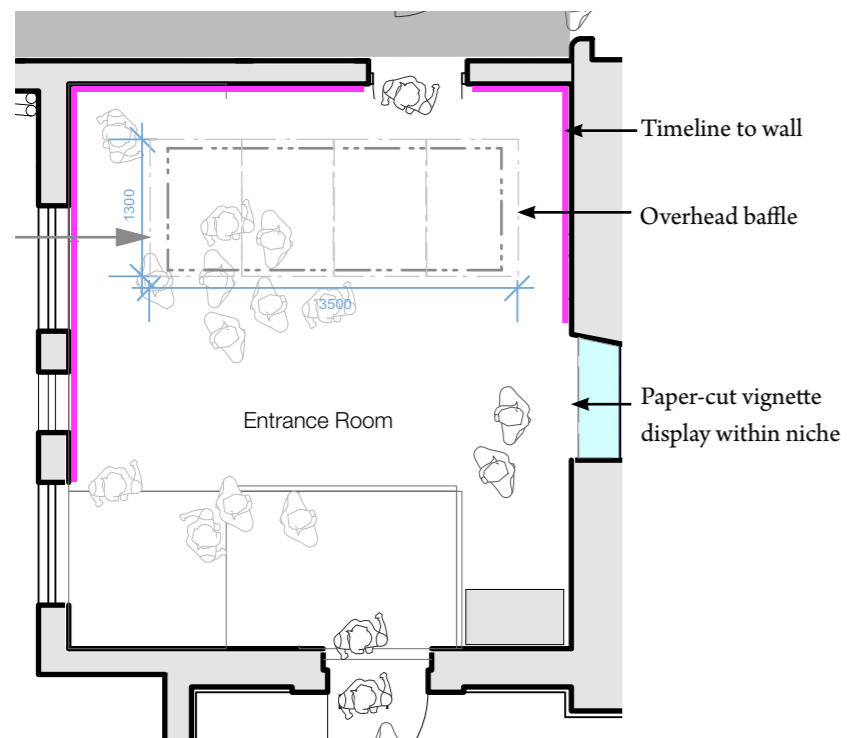 Timeline to wall
1300
Overhead baffle
3500
Paper-cut vignette
display within niche
Entrance Room